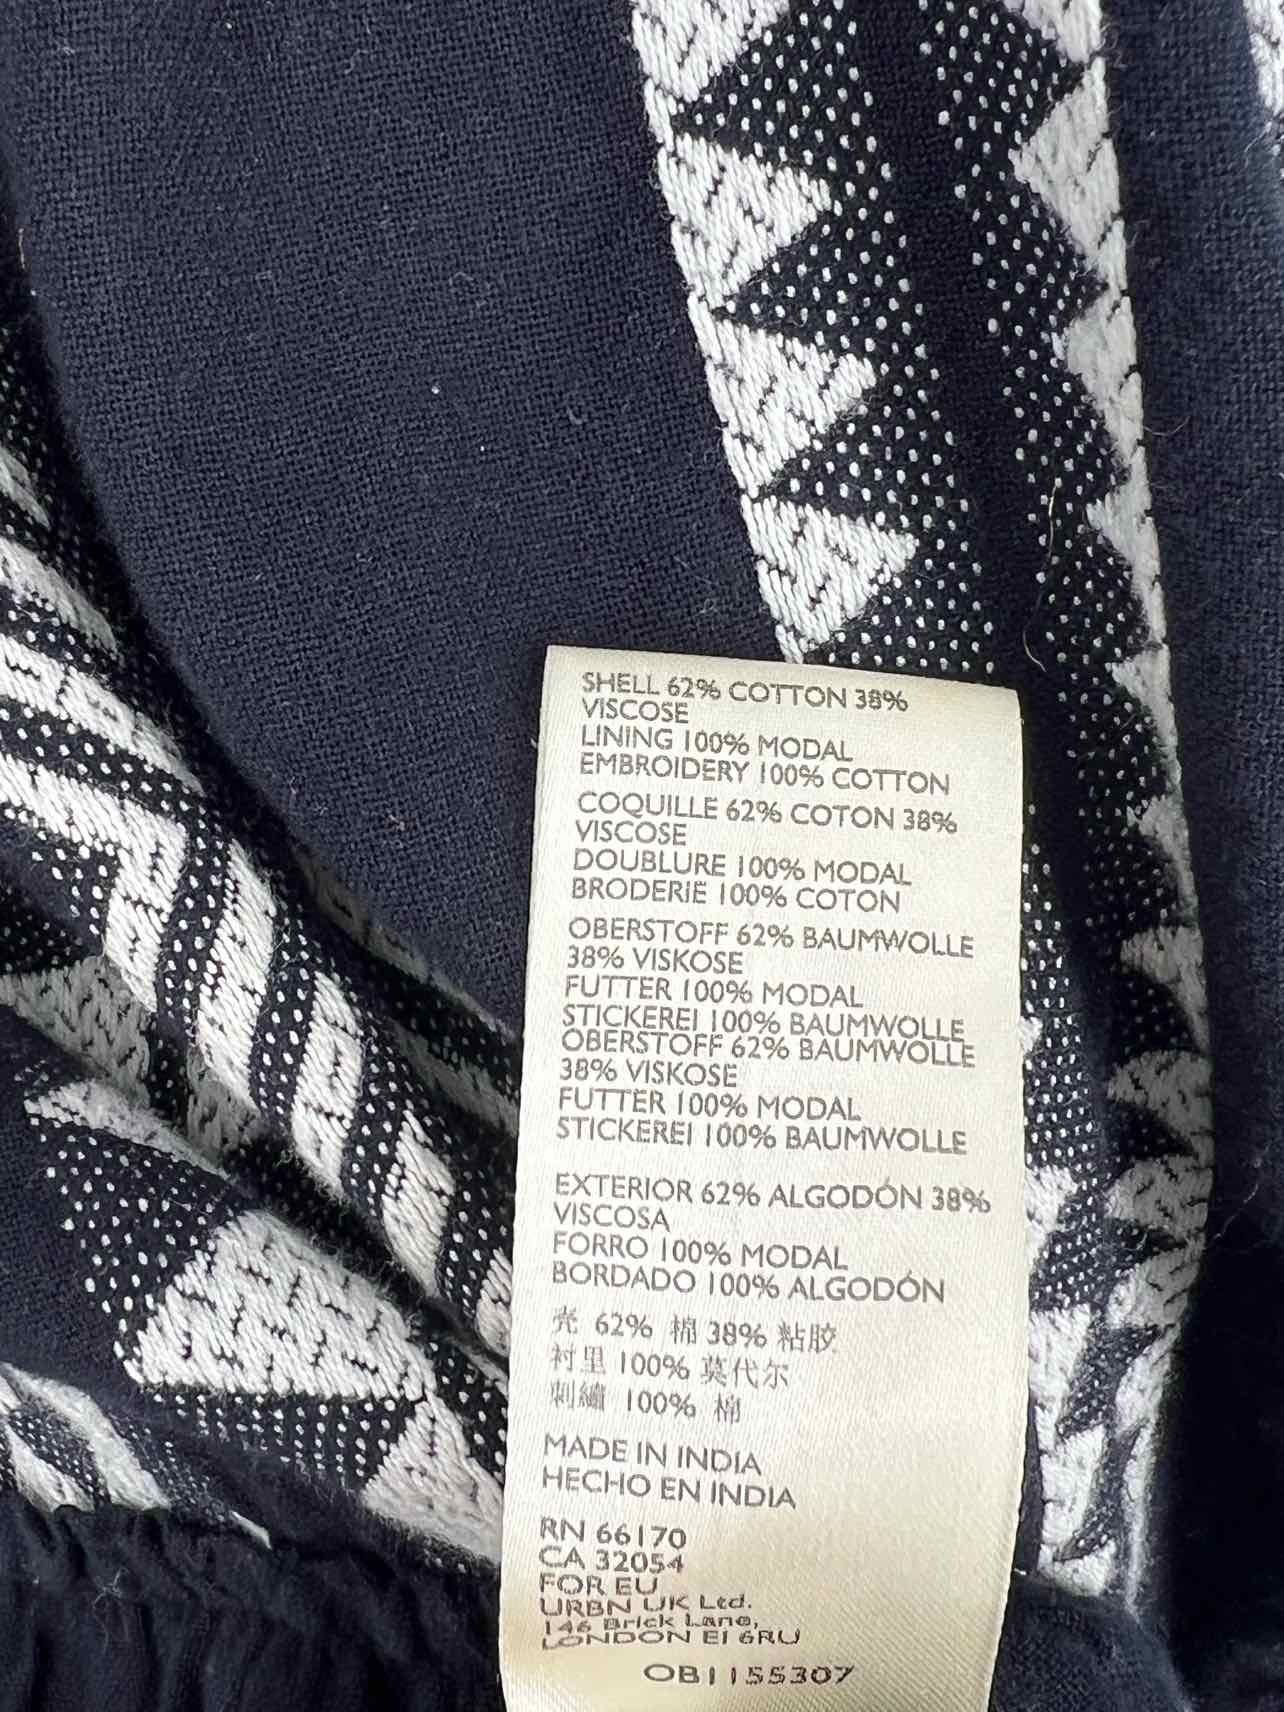 SHELL 62% COTTON 38%
VISCOSE
LINING 100% MODAL
EMBROIDERY 100% COTTON
COQUILLE 62% COTON 38%
VISCOSE
DOUBLURE 100% MODAL
BRODERIE 100% COTON
OBERSTOFF 62% BAUMWOLLE
38% VISKOSE
FUTTER 100% MODAL
STICKEREI 100% BAUMWOLLE
OBERSTOFF 62% BAUMWOLLE
38% VISKOSE
FUTTER 100% MODAL
STICKEREI 100% BAUMWOLLE
EXTERIOR 62% ALGODÓN 38%
VISCOSA
FORRO 100% MODAL
BORDADO 100% ALGODÓN
壳 62% 棉 38% 粘胶
衬里 100% 莫代尔
刺繡 100% 棉
MADE IN INDIA
HECHO EN INDIA
RN 66170
CA 32054
FOR EU
URBN UK Ltd.
146 Brick Lane,
LONDON E1 6RU
OB1155307